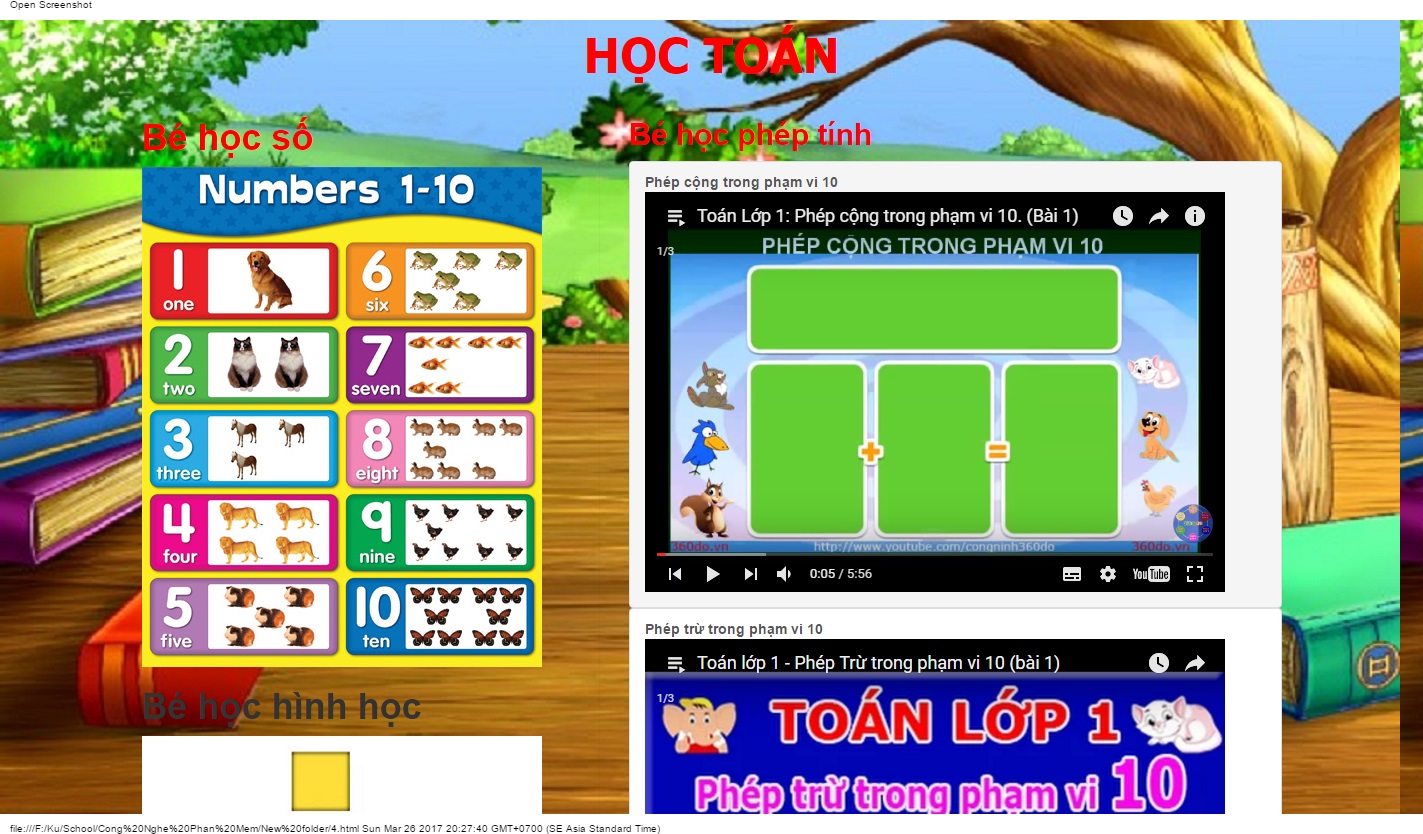 Open Screenshot
HỌC TOÁN
Bé học số
Numbers 1-10
1
one
2
two
3
three
4
four
5
five
6
six
7
seven
8
eight
9
nine
10
ten
Bé học hình học
Bé học phép tính
Phép cộng trong phạm vi 10
Toán Lớp 1: Phép cộng trong phạm vi 10. (Bài 1)
1/3
PHÉP CỘNG TRONG PHẠM VI 10
+ =
360do.vn http://www.youtube.com/congninh360do 360do.vn
0:05 / 5:56 YouTube
Phép trừ trong phạm vi 10
Toán lớp 1 - Phép Trừ trong phạm vi 10 (bài 1)
1/3
TOÁN LỚP 1
Phép trừ trong phạm vi 10
file:///F:/Ku/School/Cong%20Nghe%20Phan%20Mem/New%20folder/4.html Sun Mar 26 2017 20:27:40 GMT+0700 (SE Asia Standard Time)